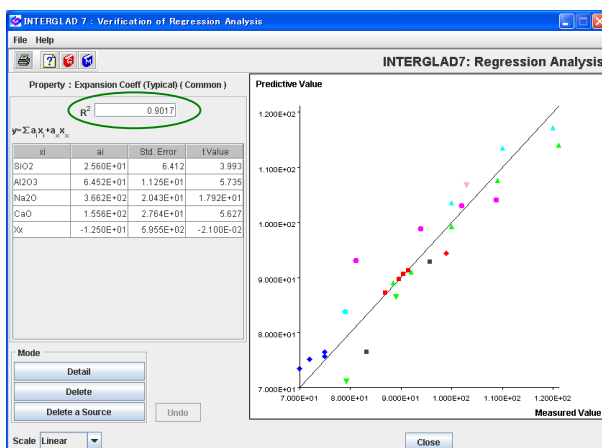 INTERGLAD 7 : Verification of Regression Analysis
File Help
INTERGLAD7: Regression Analysis
Property : Expansion Coeff (Typical) ( Common )
R² 0.9017
y=Σaᵢxᵢ+aₓxₓ
xi ai Std. Error t Value
SiO2 2.560E+01 6.412 3.993
Al2O3 6.452E+01 1.125E+01 5.735
Na2O 3.662E+02 2.043E+01 1.792E+01
CaO 1.556E+02 2.764E+01 5.627
Xx -1.250E+01 5.955E+02 -2.100E-02
Mode
Detail
Delete
Delete a Source Undo
Scale Linear
Predictive Value
1.200E+02
1.100E+02
1.000E+02
9.000E+01
8.000E+01
7.000E+01
7.000E+01 8.000E+01 9.000E+01 1.000E+02 1.100E+02 1.200E+02
Measured Value
Close